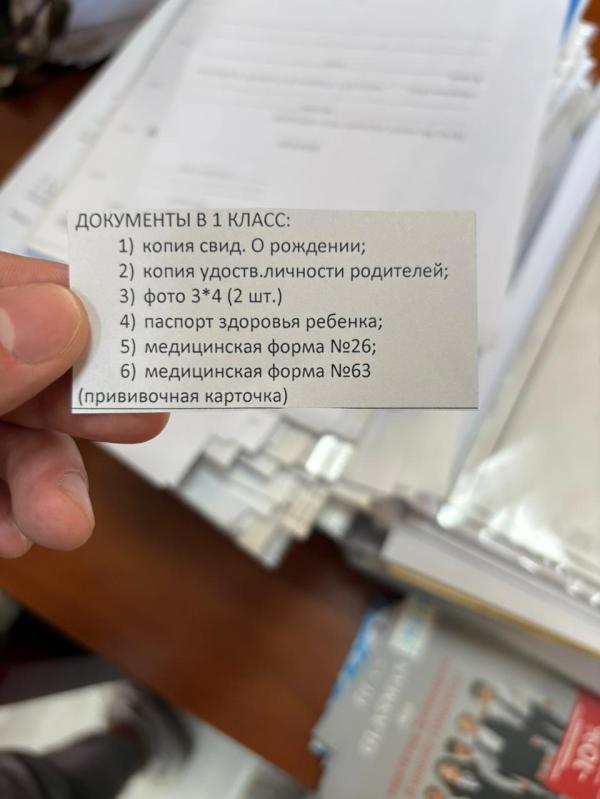 ДОКУМЕНТЫ В 1 КЛАСС:
1) копия свид. О рождении;
2) копия удоств.личности родителей;
3) фото 3*4 (2 шт.)
4) паспорт здоровья ребенка;
5) медицинская форма №26;
6) медицинская форма №63
(прививочная карточка)
GLASMAN